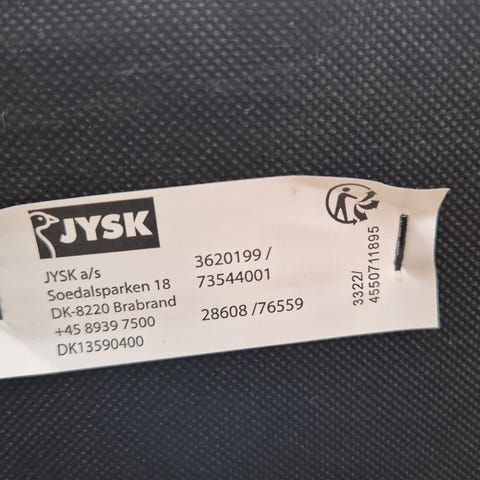 JYSK
JYSK a/s
Soedalsparken 18
DK-8220 Brabrand
+45 8939 7500
DK13590400
3620199 /
73544001
28608 /76559
3322/
4550711895